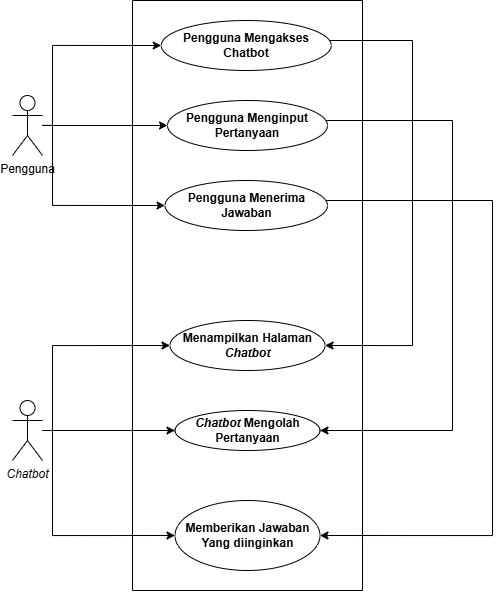 Pengguna Mengakses
Chatbot
Pengguna Menginput
Pertanyaan
Pengguna
Pengguna Menerima
Jawaban
Menampilkan Halaman
Chatbot
Chatbot Mengolah
Pertanyaan
Chatbot
Memberikan Jawaban
Yang diinginkan